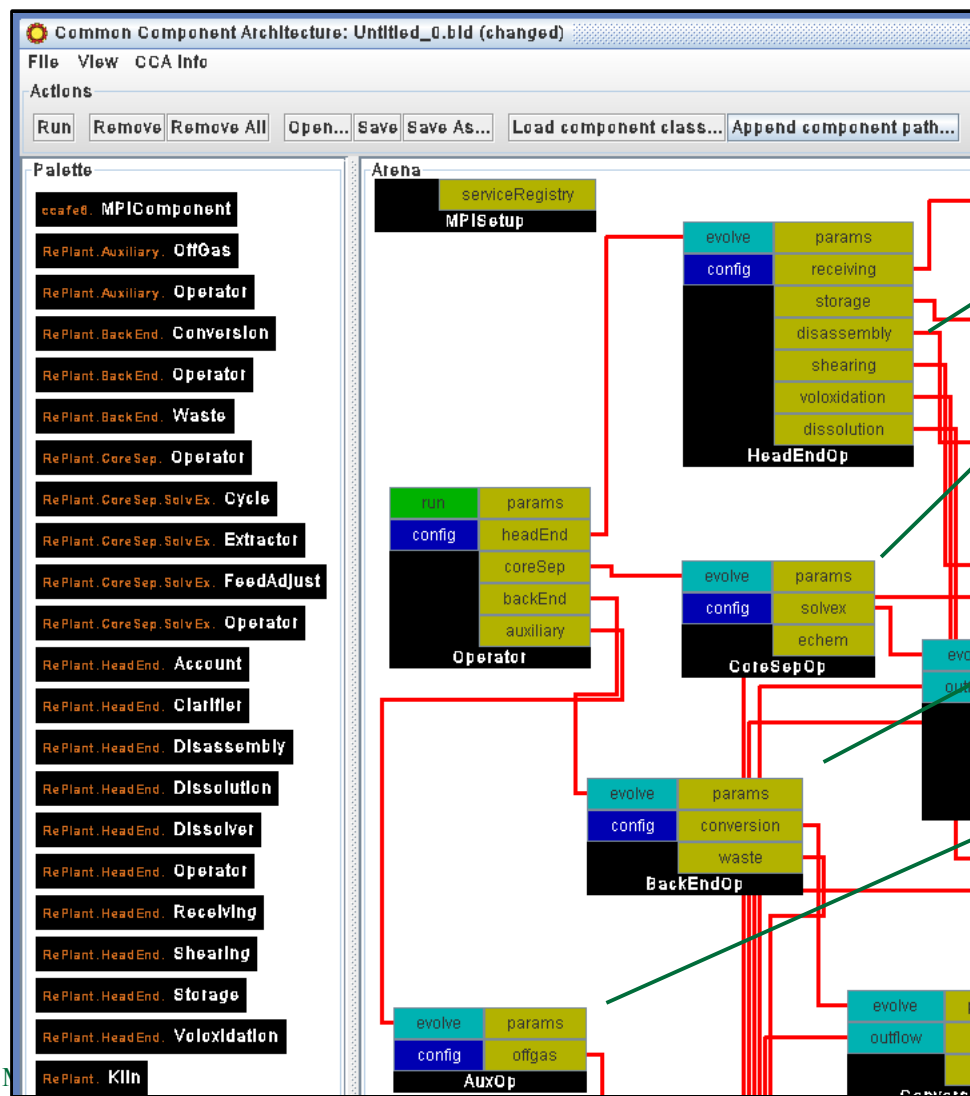 Common Component Architecture: Untitled_0.bld (changed)
File View CCA Info
Actions
Run Remove Remove All Open... Save Save As... Load component class... Append component path...
Palette
ccafe6. MPIComponent
RePlant.Auxiliary. OffGas
RePlant.Auxiliary. Operator
RePlant.BackEnd. Conversion
RePlant.BackEnd. Operator
RePlant.BackEnd. Waste
RePlant.CoreSep. Operator
RePlant.CoreSep.SolvEx. Cycle
RePlant.CoreSep.SolvEx. Extractor
RePlant.CoreSep.SolvEx. FeedAdjust
RePlant.CoreSep.SolvEx. Operator
RePlant.HeadEnd. Account
RePlant.HeadEnd. Clarifier
RePlant.HeadEnd. Disassembly
RePlant.HeadEnd. Dissolution
RePlant.HeadEnd. Dissolver
RePlant.HeadEnd. Operator
RePlant.HeadEnd. Receiving
RePlant.HeadEnd. Shearing
RePlant.HeadEnd. Storage
RePlant.HeadEnd. Voloxidation
RePlant. Kiln
Arena
serviceRegistry
MPISetup
evolve params
config receiving
storage
disassembly
shearing
voloxidation
dissolution
HeadEndOp
run params
config headEnd
coreSep
backEnd
auxiliary
Operator
evolve params
config solvex
echem
CoreSepOp
evolve params
config conversion
waste
BackEndOp
evolve params
config offgas
AuxOp
evolve
outflow